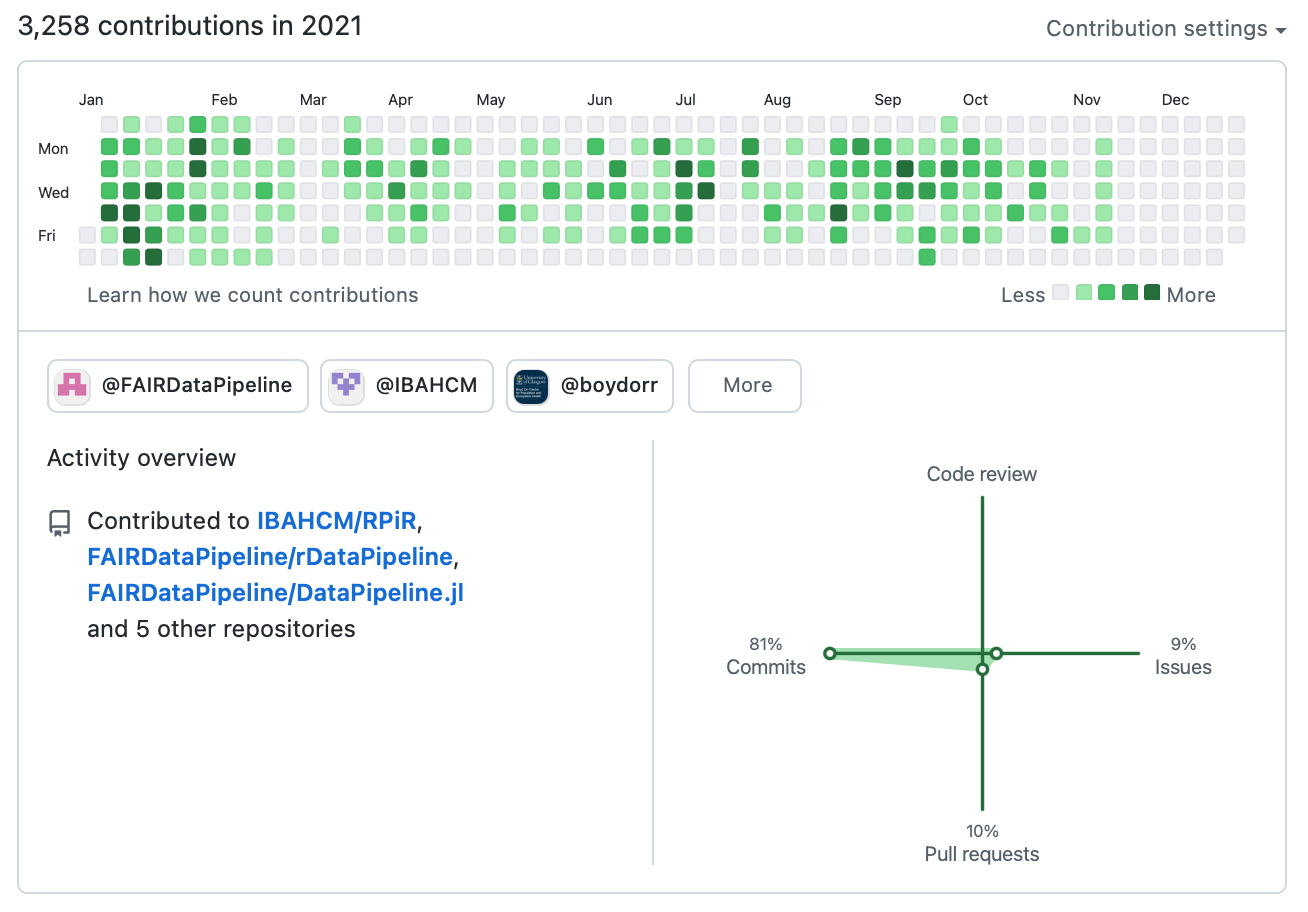 3,258 contributions in 2021
Contribution settings
Jan Feb Mar Apr May Jun Jul Aug Sep Oct Nov Dec
Mon
Wed
Fri
Learn how we count contributions
Less More
@FAIRDataPipeline @IBAHCM @boydorr More
Activity overview
Contributed to IBAHCM/RPiR,
FAIRDataPipeline/rDataPipeline,
FAIRDataPipeline/DataPipeline.jl
and 5 other repositories
Code review
81%
Commits
9%
Issues
10%
Pull requests